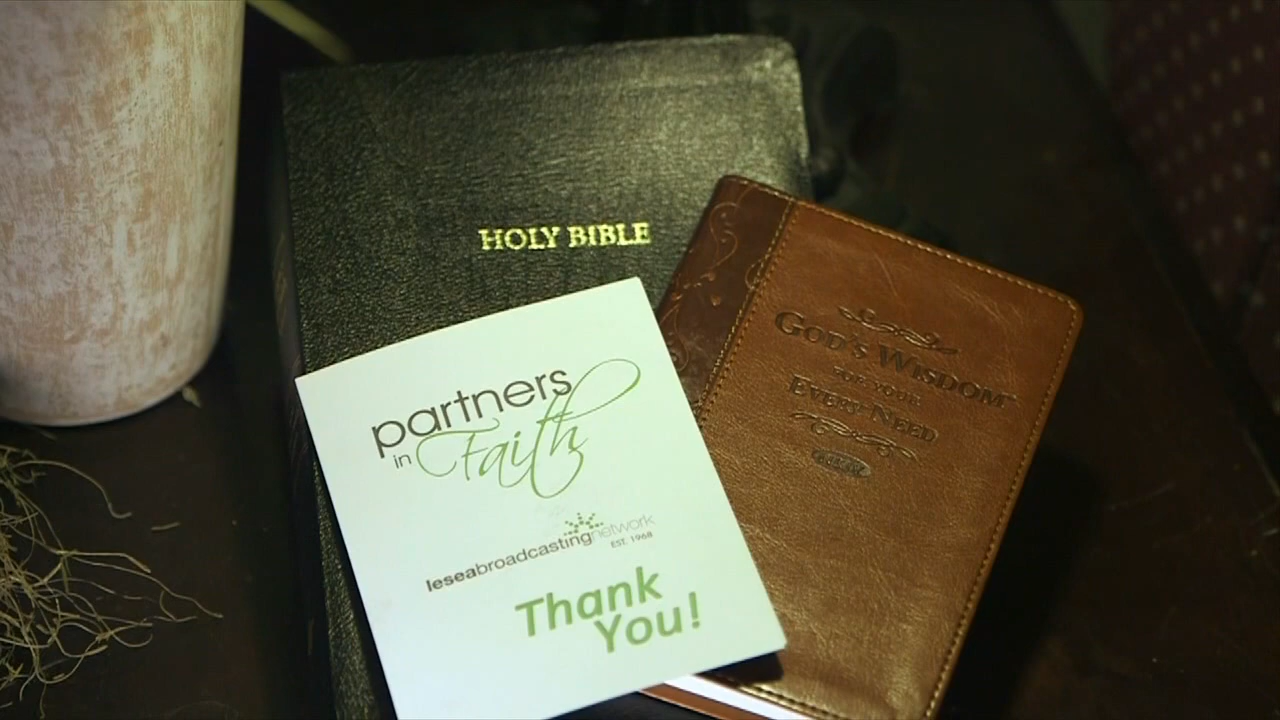 HOLY BIBLE
partners
in Faith
leseabroadcastingnetwork
EST. 1968
Thank
You!
GOD'S WISDOM
FOR YOUR
EVERY NEED